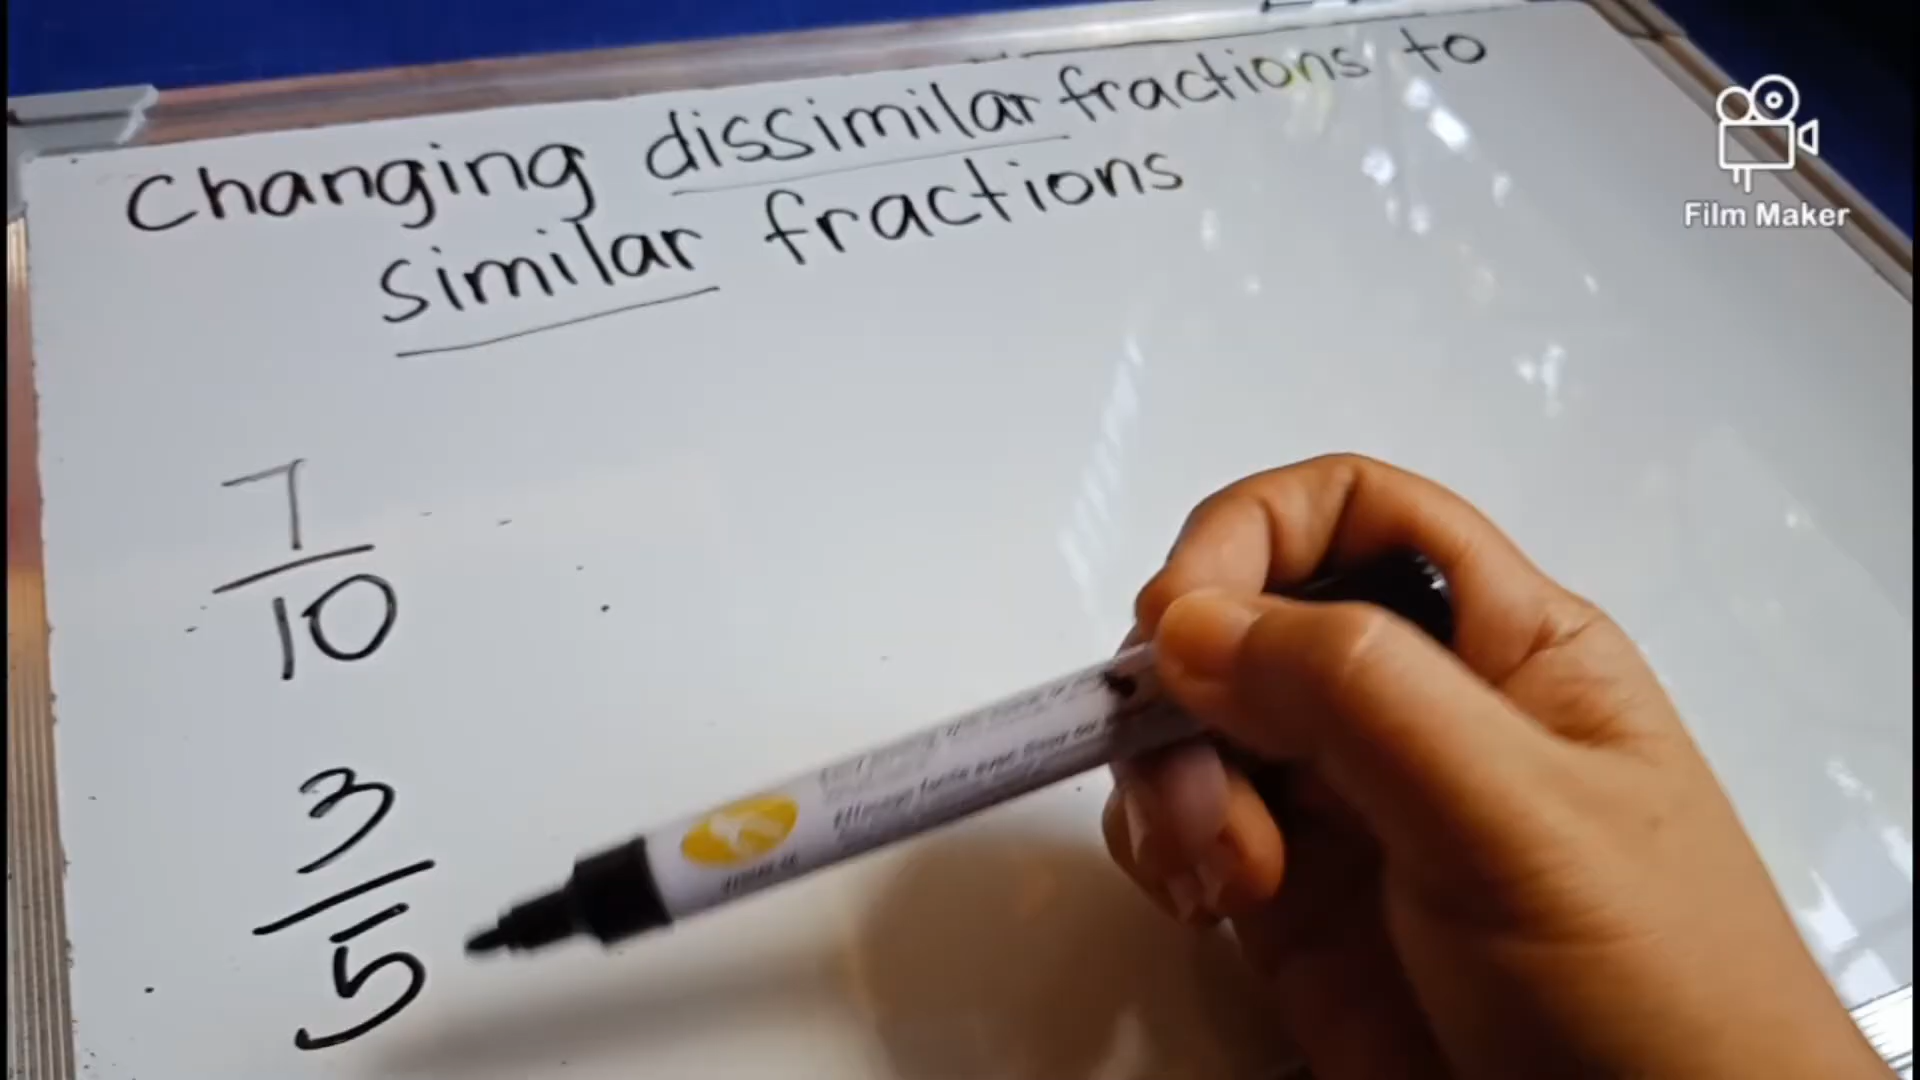 Changing dissimilar fractions to
similar fractions
Film Maker
7
10
3
5